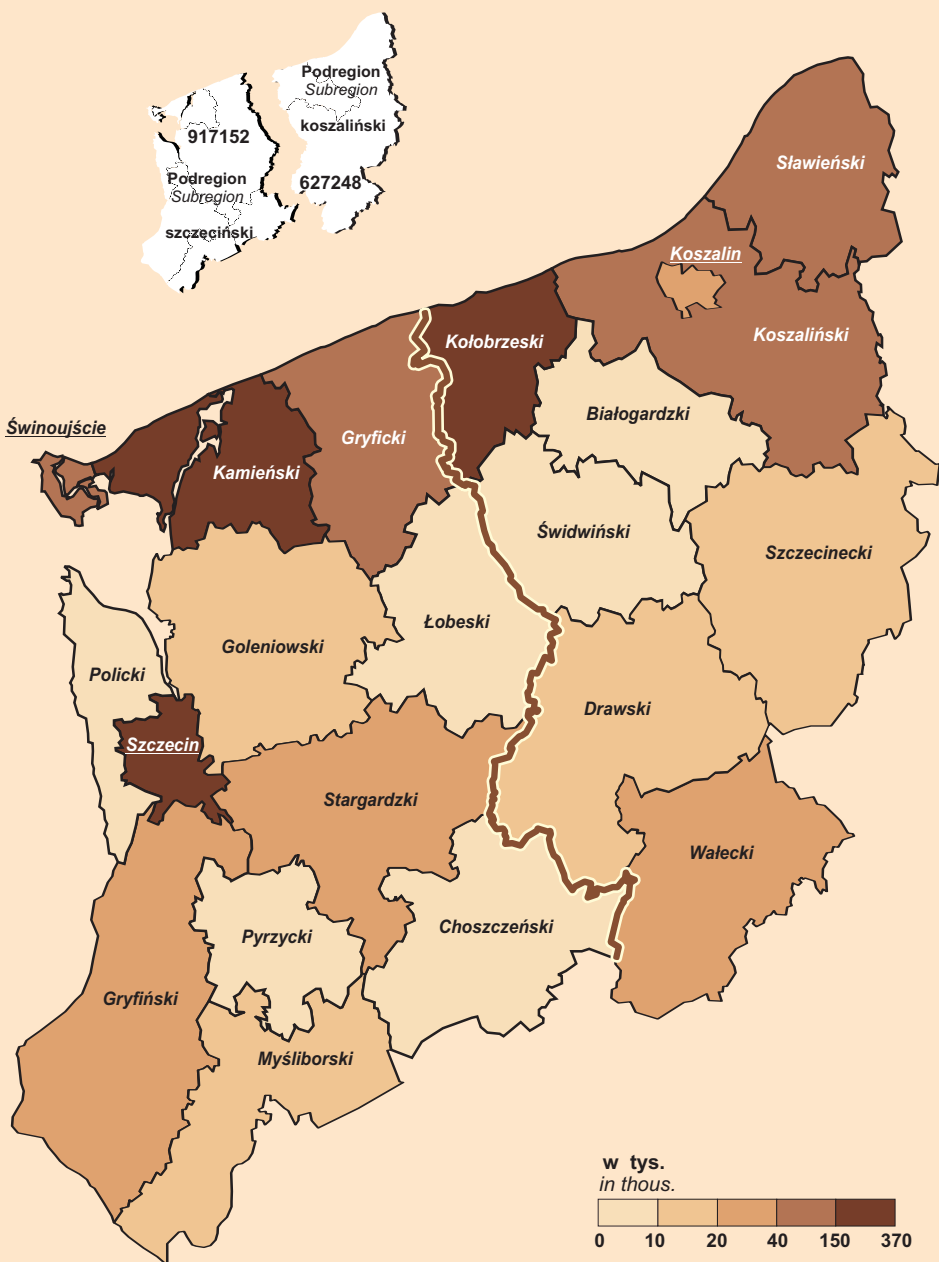 Podregion
Subregion
koszaliński
627248
917152
Podregion
Subregion
szczeciński
Sławieński
Koszalin
Koszaliński
Kołobrzeski
Białogardzki
Świnoujście
Kamieński
Gryficki
Świdwiński
Szczecinecki
Łobeski
Goleniowski
Policki
Drawski
Szczecin
Stargardzki
Wałecki
Choszczeński
Pyrzycki
Gryfiński
Myśliborski
w tys.
in thous.
0 10 20 40 150 370